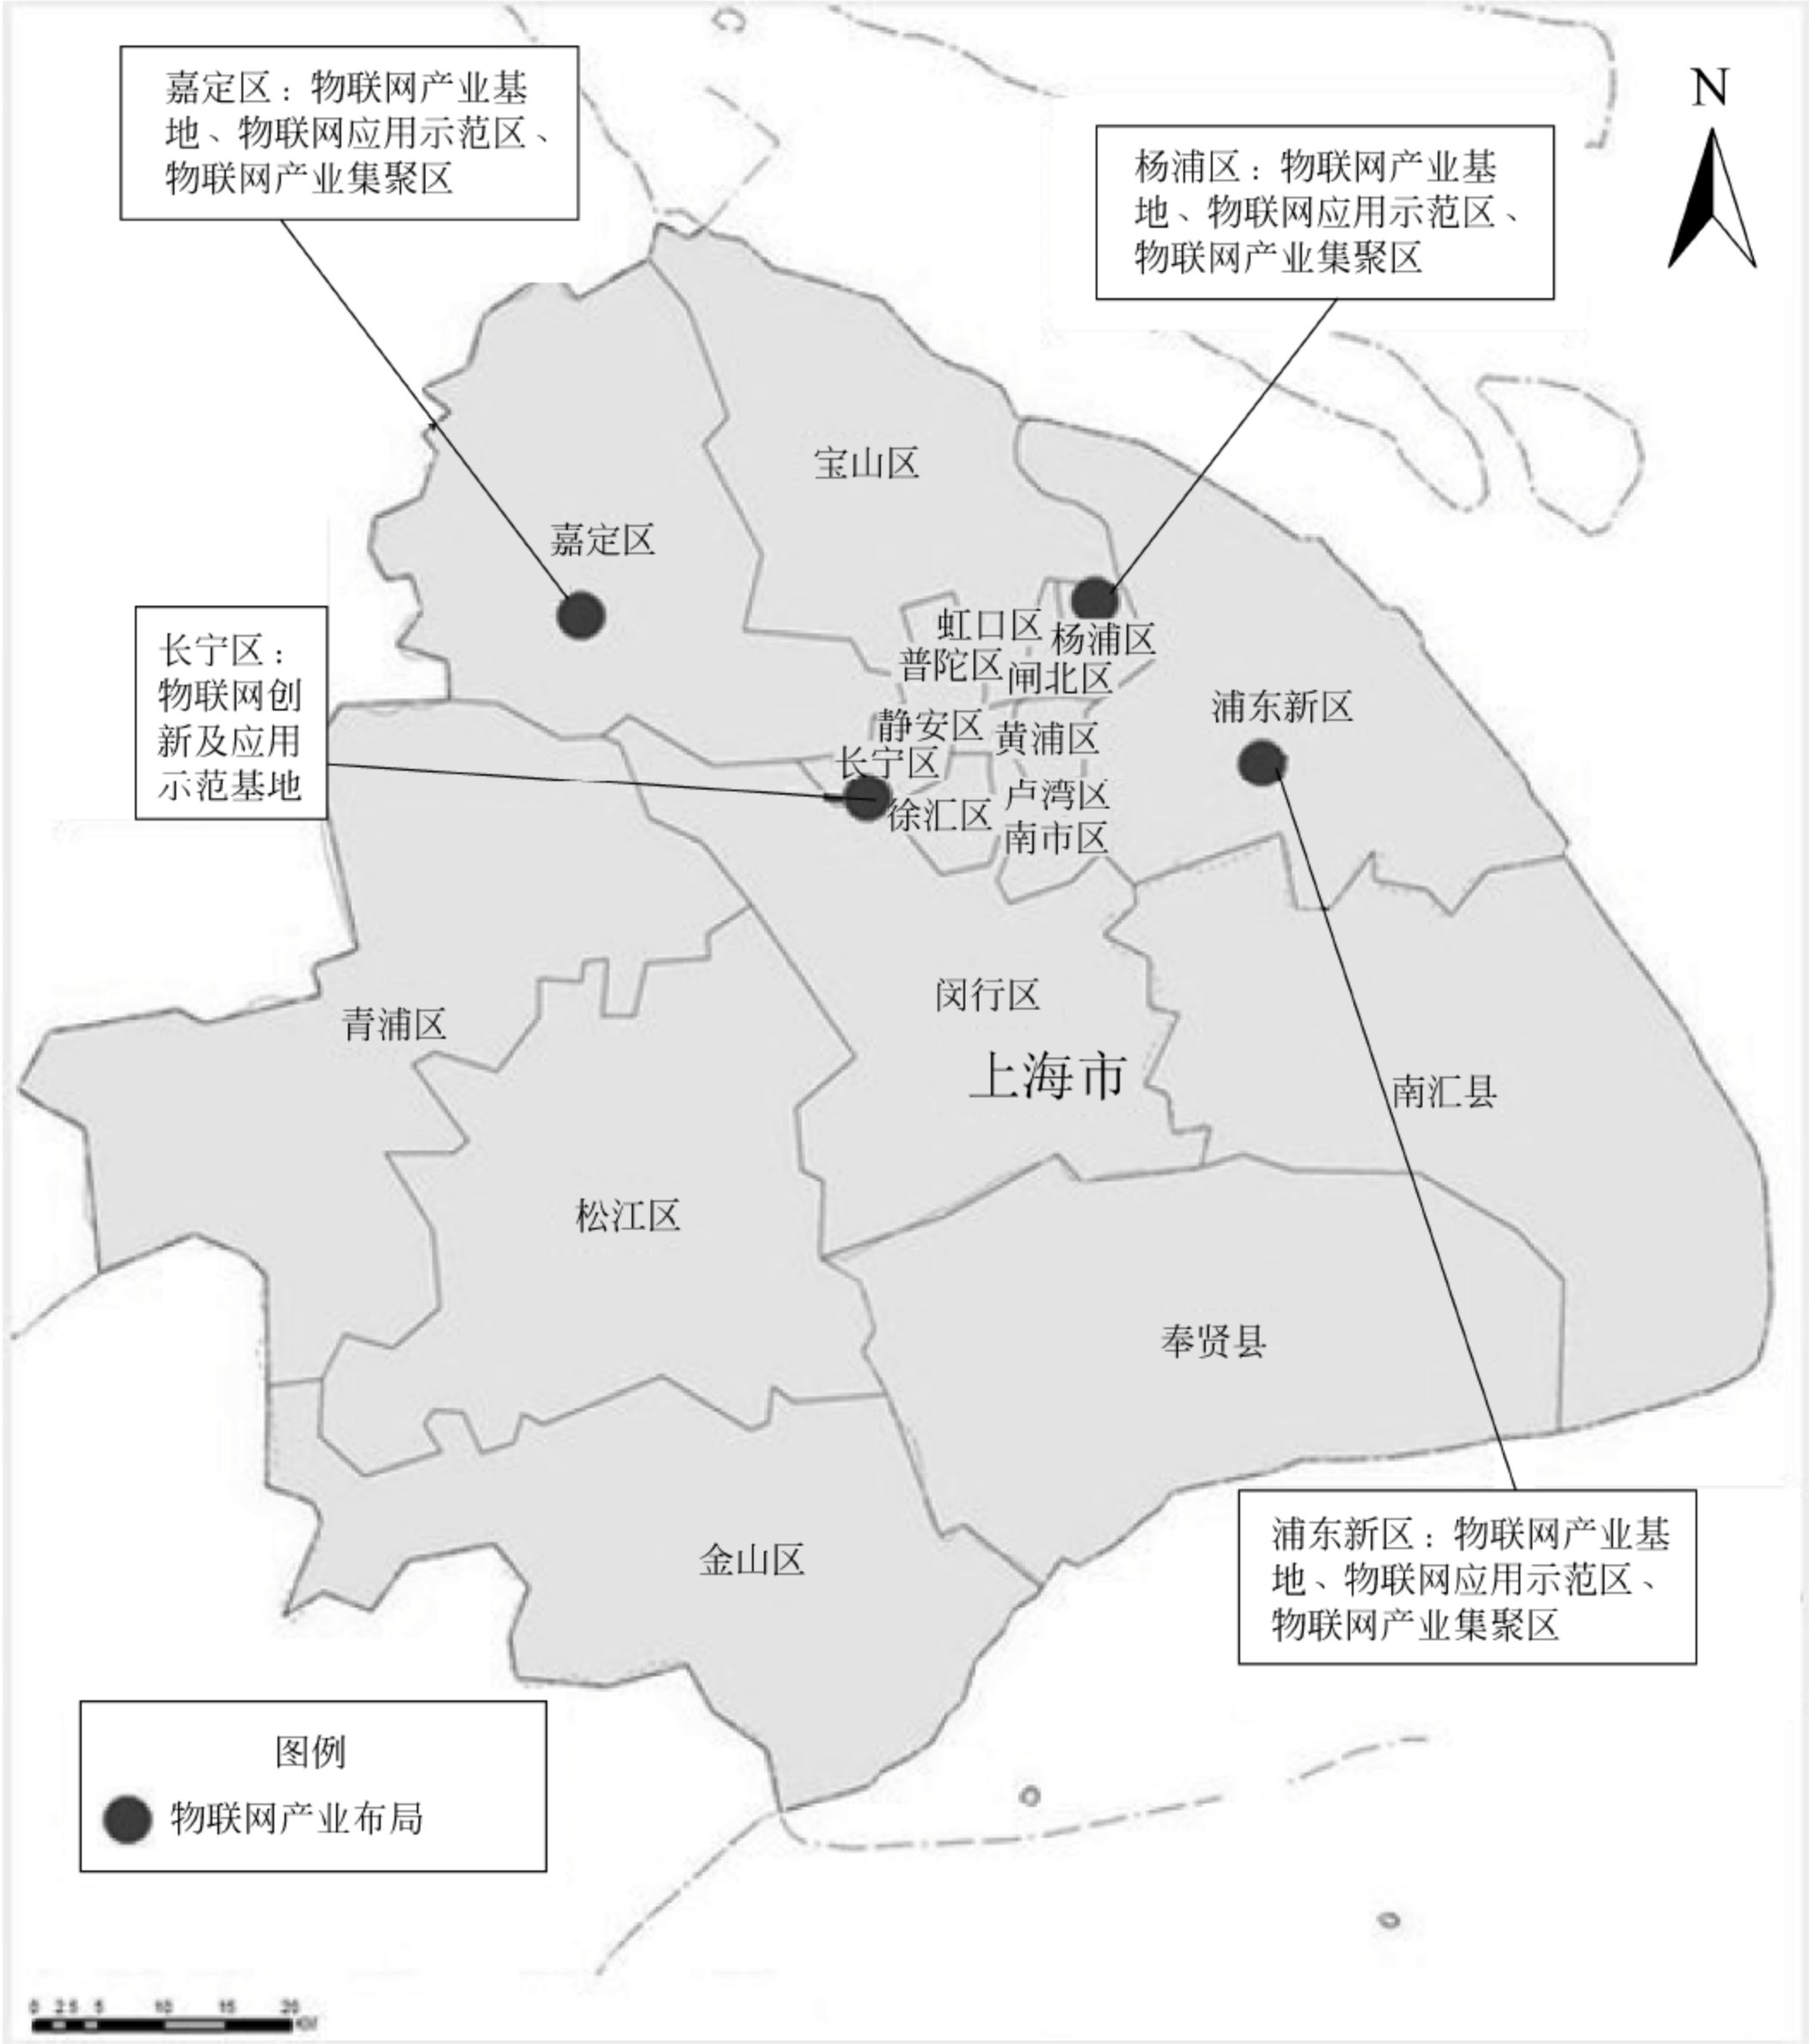 N
嘉定区：物联网产业基
地、物联网应用示范区、
物联网产业集聚区
杨浦区：物联网产业基
地、物联网应用示范区、
物联网产业集聚区
宝山区
嘉定区
长宁区：
物联网创
新及应用
示范基地
虹口区
杨浦区
普陀区
闸北区
浦东新区
静安区
黄浦区
长宁区
卢湾区
徐汇区
南市区
闵行区
青浦区
上海市
南汇县
松江区
奉贤县
浦东新区：物联网产业基
地、物联网应用示范区、
物联网产业集聚区
金山区
图例
物联网产业布局
0 2.5 5 10 15 20